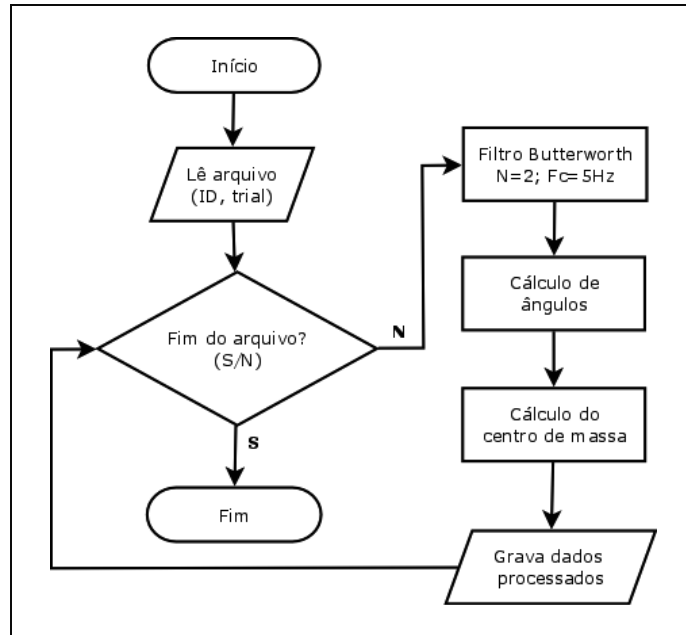 Início
Lê arquivo
(ID, trial)
Fim do arquivo?
(S/N)
N
S
Fim
Filtro Butterworth
N=2; Fc=5Hz
Cálculo de
ângulos
Cálculo do
centro de massa
Grava dados
processados